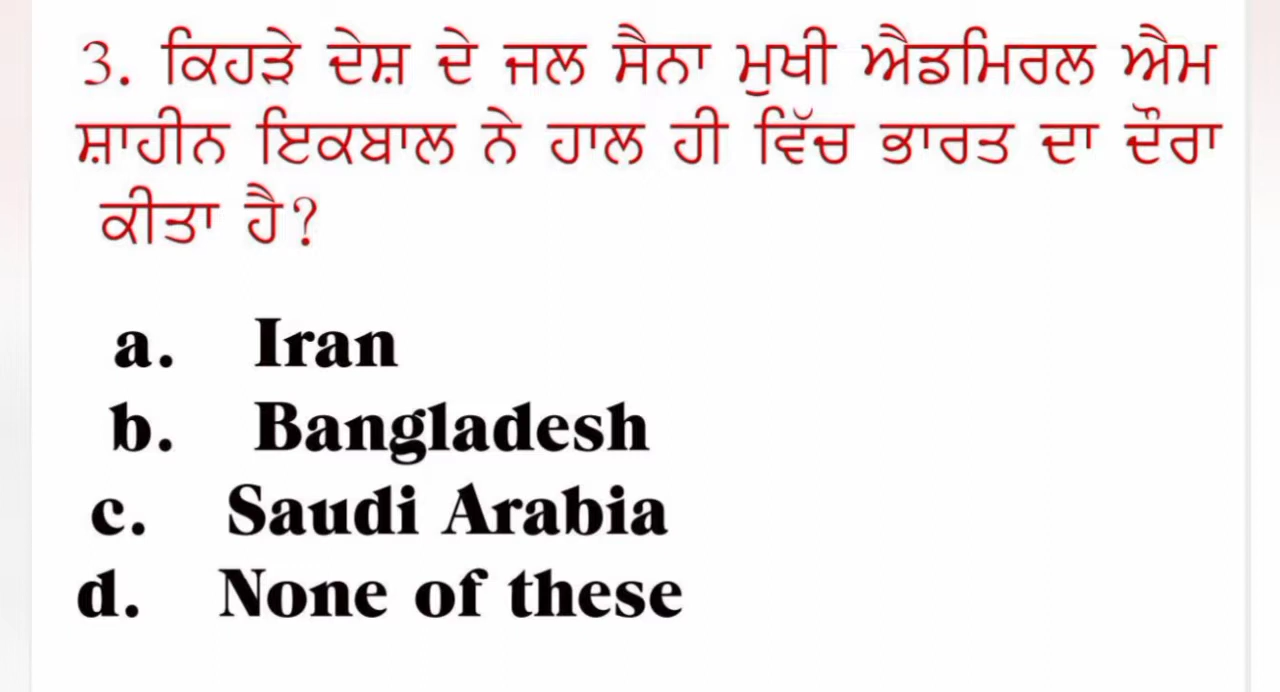 3. ਕਿਹੜੇ ਦੇਸ਼ ਦੇ ਜਲ ਸੈਨਾ ਮੁਖੀ ਐਡਮਿਰਲ ਐਮ
ਸ਼ਾਹੀਨ ਇਕਬਾਲ ਨੇ ਹਾਲ ਹੀ ਵਿੱਚ ਭਾਰਤ ਦਾ ਦੌਰਾ
ਕੀਤਾ ਹੈ?
a. Iran
b. Bangladesh
c. Saudi Arabia
d. None of these